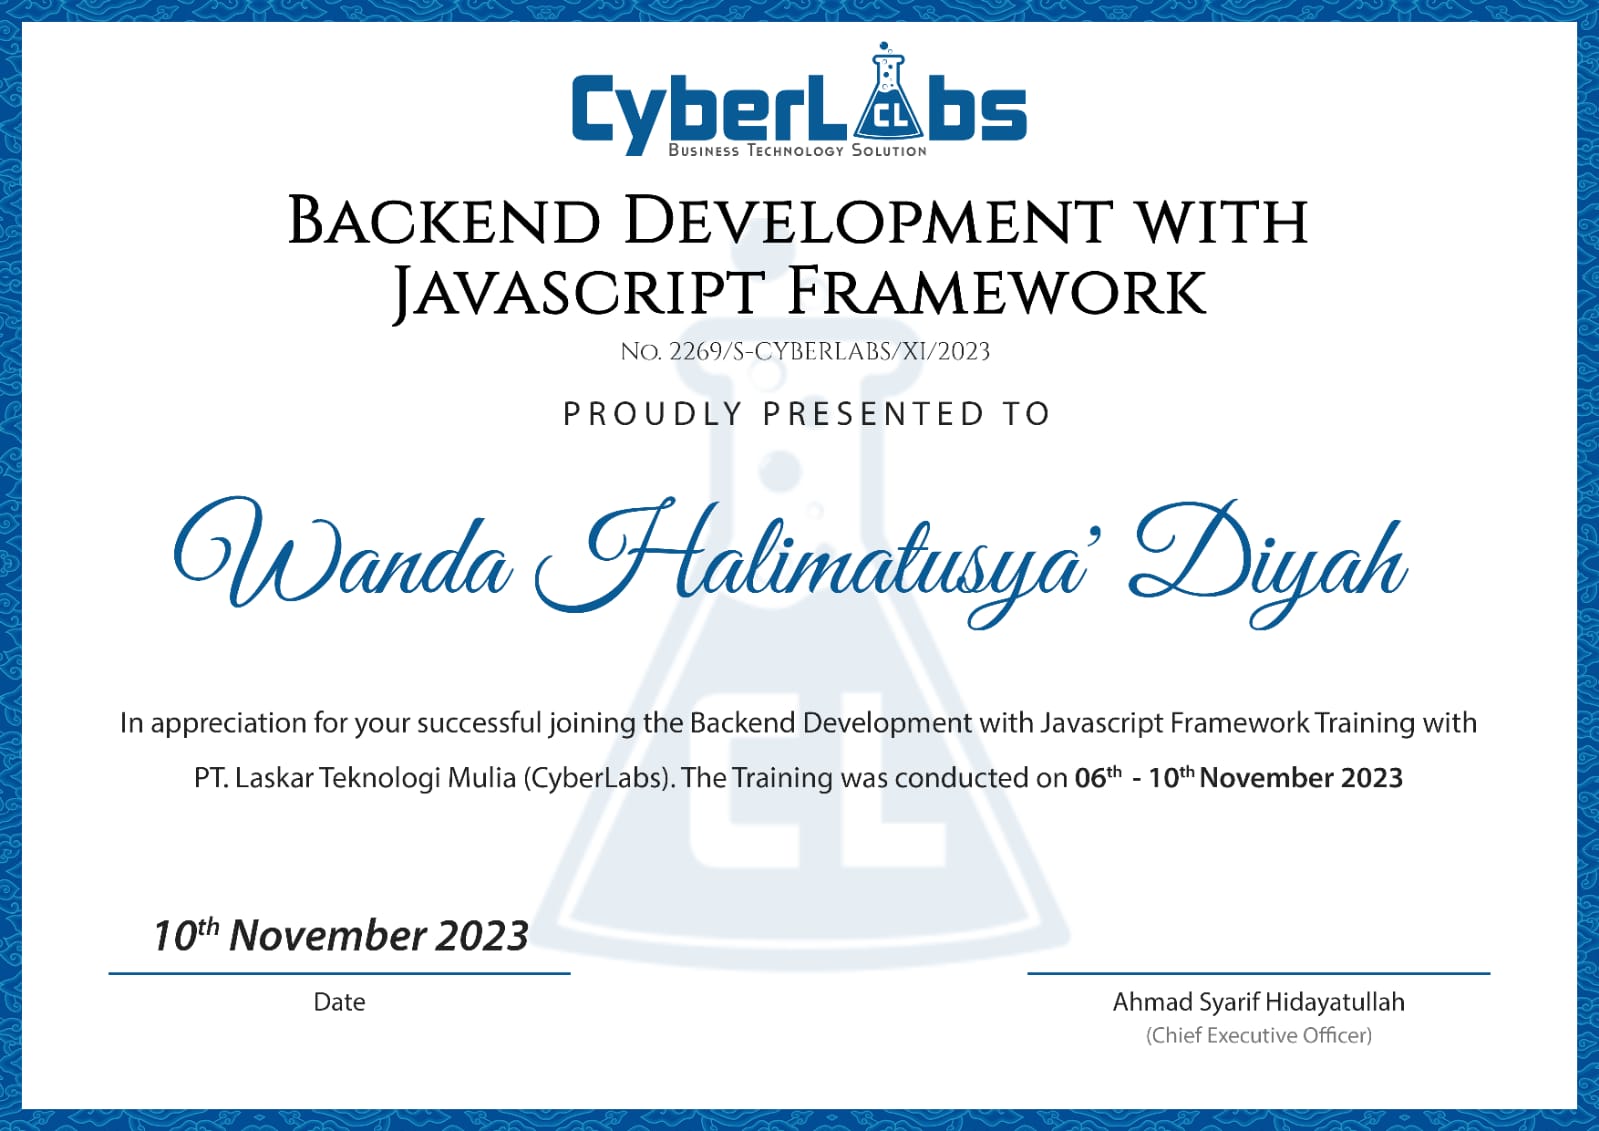 CyberLabs
CL
Business Technology Solution
Backend Development with
Javascript Framework
No. 2269/S-CYBERLABS/XI/2023
PROUDLY PRESENTED TO
Wanda Halimatusya' Diyah
In appreciation for your successful joining the Backend Development with Javascript Framework Training with
PT. Laskar Teknologi Mulia (CyberLabs). The Training was conducted on 06th - 10th November 2023
CL
10th November 2023
Date
Ahmad Syarif Hidayatullah
(Chief Executive Officer)